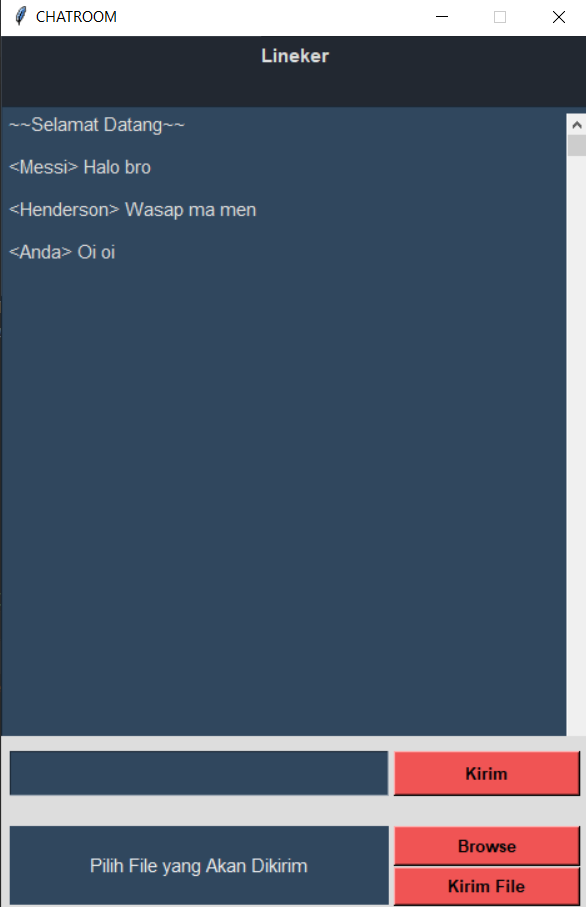 CHATROOM
Lineker
~~Selamat Datang~~
<Messi> Halo bro
<Henderson> Wasap ma men
<Anda> Oi oi
Kirim
Pilih File yang Akan Dikirim
Browse
Kirim File